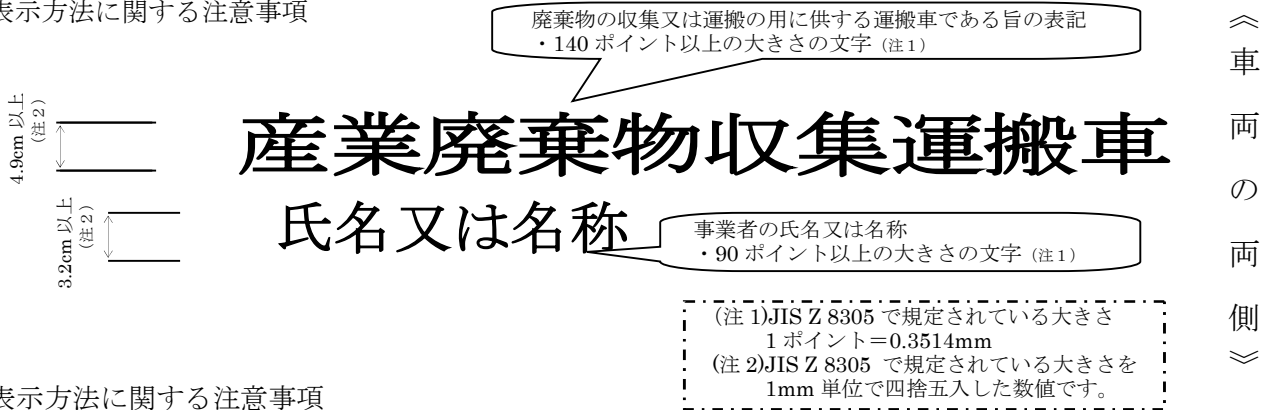 表示方法に関する注意事項
廃棄物の収集又は運搬の用に供する運搬車である旨の表記
・140 ポイント以上の大きさの文字（注１）
4.9cm 以上
（注２）
産業廃棄物収集運搬車
3.2cm 以上
（注２）
氏名又は名称
事業者の氏名又は名称
・90 ポイント以上の大きさの文字（注１）
(注 1)JIS Z 8305 で規定されている大きさ
1 ポイント＝0.3514mm
(注 2)JIS Z 8305 で規定されている大きさを
1mm 単位で四捨五入した数値です。
《車両の両側》
表示方法に関する注意事項